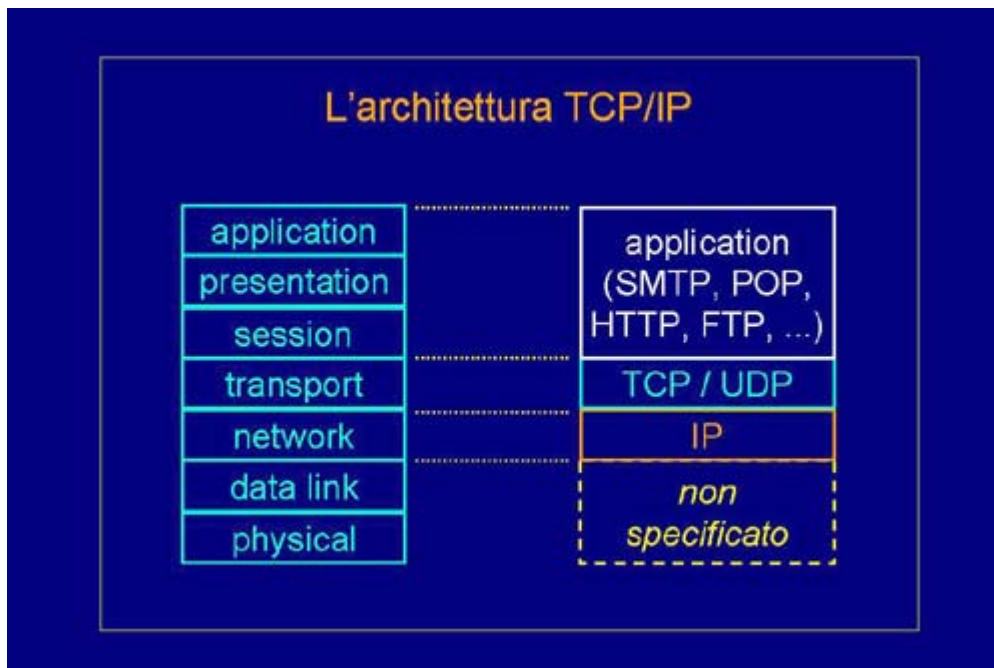 L'architettura TCP/IP
application
presentation
session
transport
network
data link
physical
application
(SMTP, POP,
HTTP, FTP, ...)
TCP / UDP
IP
non
specificato